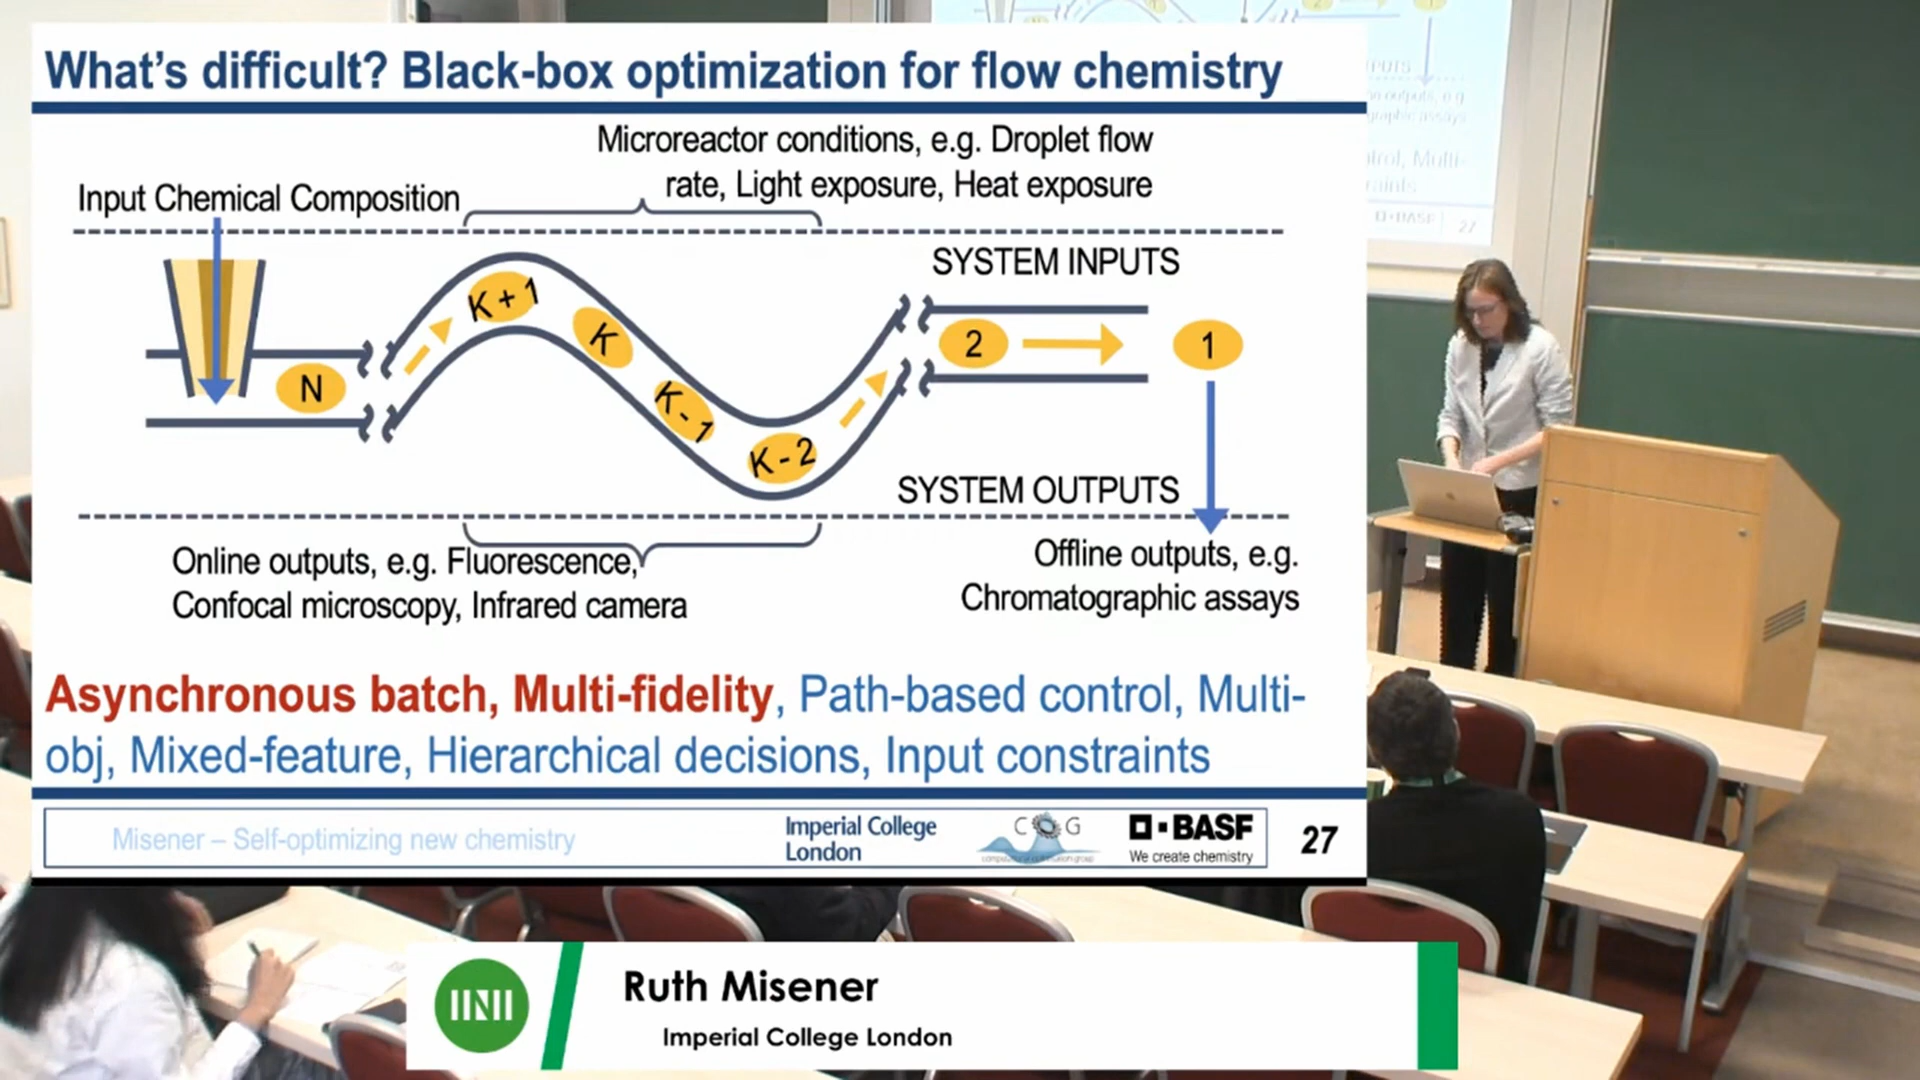 What's difficult? Black-box optimization for flow chemistry
Microreactor conditions, e.g. Droplet flow
rate, Light exposure, Heat exposure
Input Chemical Composition
SYSTEM INPUTS
N
K+1
K
K-1
K-2
2
1
SYSTEM OUTPUTS
Online outputs, e.g. Fluorescence,
Confocal microscopy, Infrared camera
Offline outputs, e.g.
Chromatographic assays
Asynchronous batch, Multi-fidelity, Path-based control, Multi-
obj, Mixed-feature, Hierarchical decisions, Input constraints
Misener – Self-optimizing new chemistry
Imperial College
London
C G
BASF
We create chemistry
27
Ruth Misener
Imperial College London
BASF
27